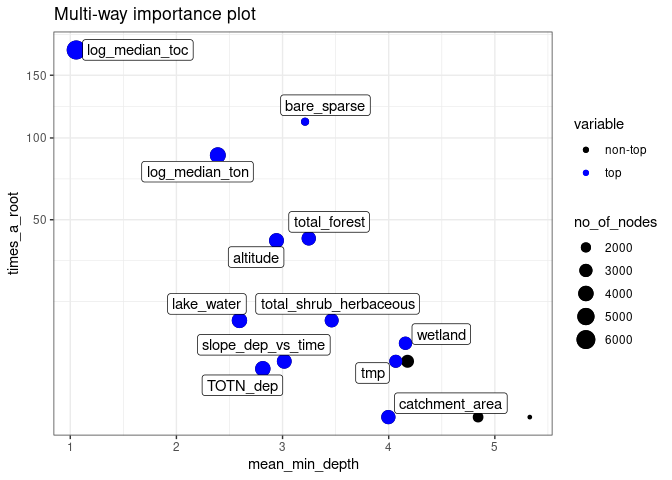 Multi-way importance plot
log_median_toc
bare_sparse
log_median_ton
total_forest
altitude
lake_water
total_shrub_herbaceous
wetland
slope_dep_vs_time
tmp
TOTN_dep
catchment_area
times_a_root
150
100
50
1
2
3
4
5
mean_min_depth
variable
non-top
top
no_of_nodes
2000
3000
4000
5000
6000